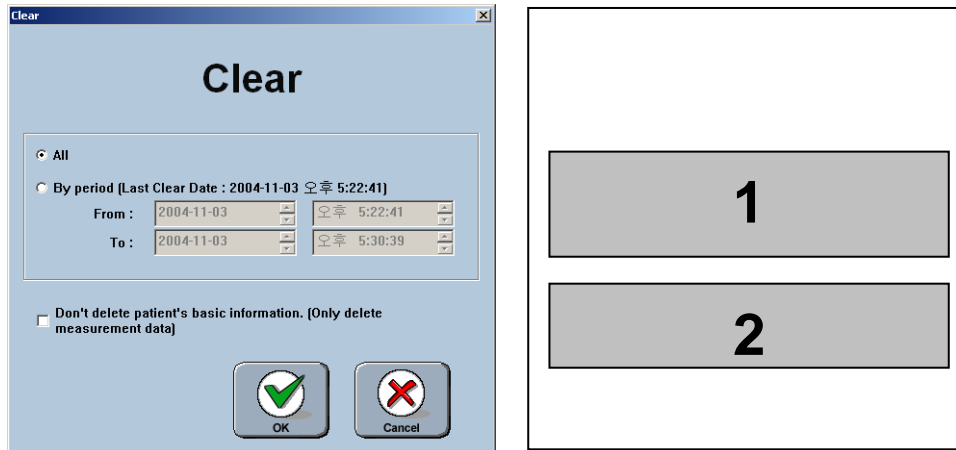 Clear
Clear
All
By period (Last Clear Date : 2004-11-03 오후 5:22:41)
From : 2004-11-03 오후 5:22:41
To : 2004-11-03 오후 5:30:39
Don't delete patient's basic information. (Only delete
measurement data)
OK Cancel
1
2